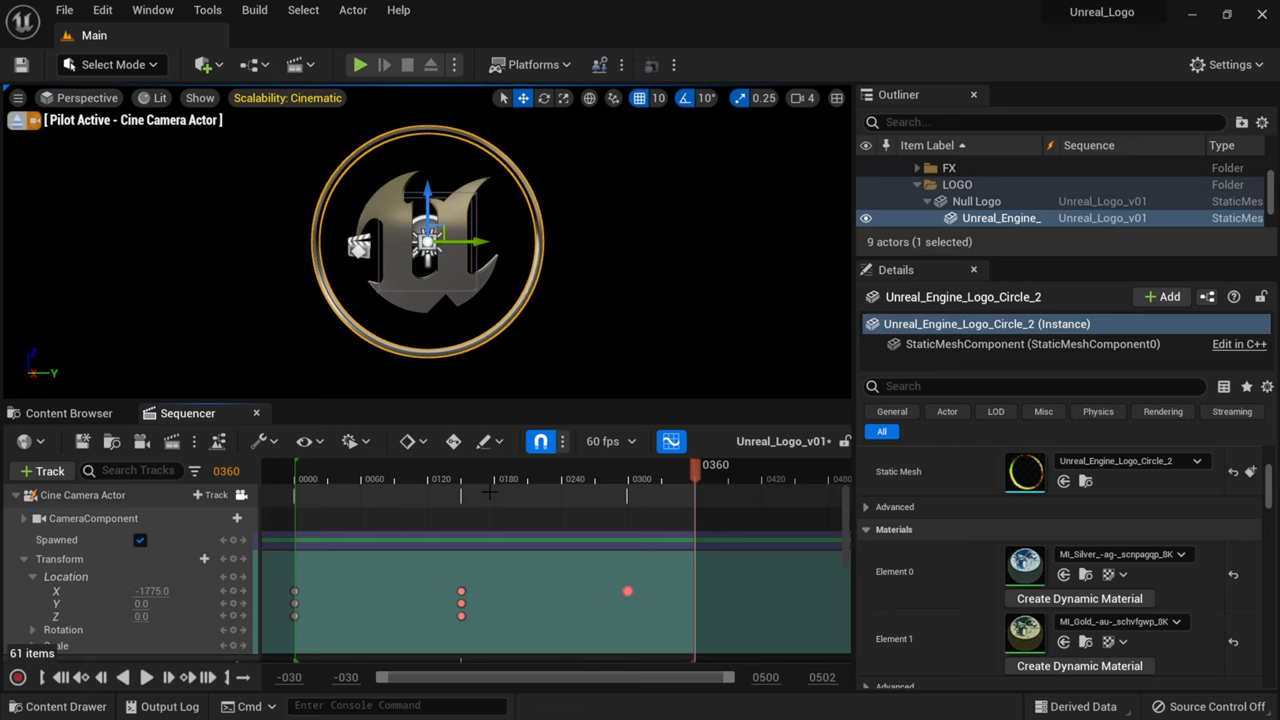 File Edit Window Tools Build Select Actor Help
Unreal_Logo
Main
Select Mode
Platforms
Settings
Perspective Lit Show Scalability: Cinematic 10 10° 0.25 4
[ Pilot Active - Cine Camera Actor ]
Z
X Y
Outliner
Search...
Item Label Sequence Type
FX Folder
LOGO Folder
Null Logo Unreal_Logo_v01 StaticMes
Unreal_Engine_ Unreal_Logo_v01 StaticMes
9 actors (1 selected)
Details
Unreal_Engine_Logo_Circle_2
Add
Unreal_Engine_Logo_Circle_2 (Instance)
StaticMeshComponent (StaticMeshComponent0) Edit in C++
Search
General Actor LOD Misc Physics Rendering Streaming
All
Static Mesh Unreal_Engine_Logo_Circle_2
Advanced
Materials
Element 0 MI_Silver_-ag-_scnpagqp_8K
Create Dynamic Material
Element 1 MI_Gold_-au-_schvfgwp_8K
Create Dynamic Material
Advanced
Content Browser Sequencer
60 fps Unreal_Logo_v01*
Track Search Tracks 0360
0000 0060 0120 0180 0240 0300 0360 0420 0480
Cine Camera Actor Track
CameraComponent
Spawned
Transform
Location
X -1775.0
Y 0.0
Z 0.0
Rotation
Scale
61 items
-030 -030 0500 0502
Content Drawer Output Log Cmd Enter Console Command Derived Data Source Control Off